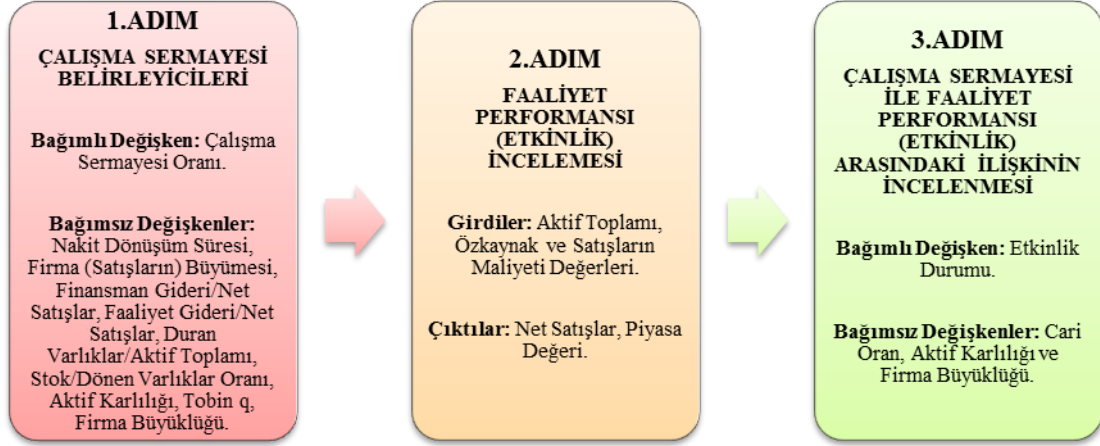 1.ADIM
ÇALIŞMA SERMAYESİ
BELİRLEYİCİLERİ
Bağımlı Değişken: Çalışma
Sermayesi Oranı.
Bağımsız Değişkenler:
Nakit Dönüşüm Süresi,
Firma (Satışların) Büyümesi,
Finansman Gideri/Net
Satışlar, Faaliyet Gideri/Net
Satışlar, Duran
Varlıklar/Aktif Toplamı,
Stok/Dönen Varlıklar Oranı,
Aktif Karlılığı, Tobin q,
Firma Büyüklüğü.
2.ADIM
FAALİYET
PERFORMANSI
(ETKİNLİK)
İNCELEMESİ
Girdiler: Aktif Toplamı,
Özkaynak ve Satışların
Maliyeti Değerleri.
Çıktılar: Net Satışlar, Piyasa
Değeri.
3.ADIM
ÇALIŞMA SERMAYESİ
İLE FAALİYET
PERFORMANSI
(ETKİNLİK)
ARASINDAKİ İLİŞKİNİN
İNCELENMESİ
Bağımlı Değişken: Etkinlik
Durumu.
Bağımsız Değişkenler: Cari
Oran, Aktif Karlılığı ve
Firma Büyüklüğü.